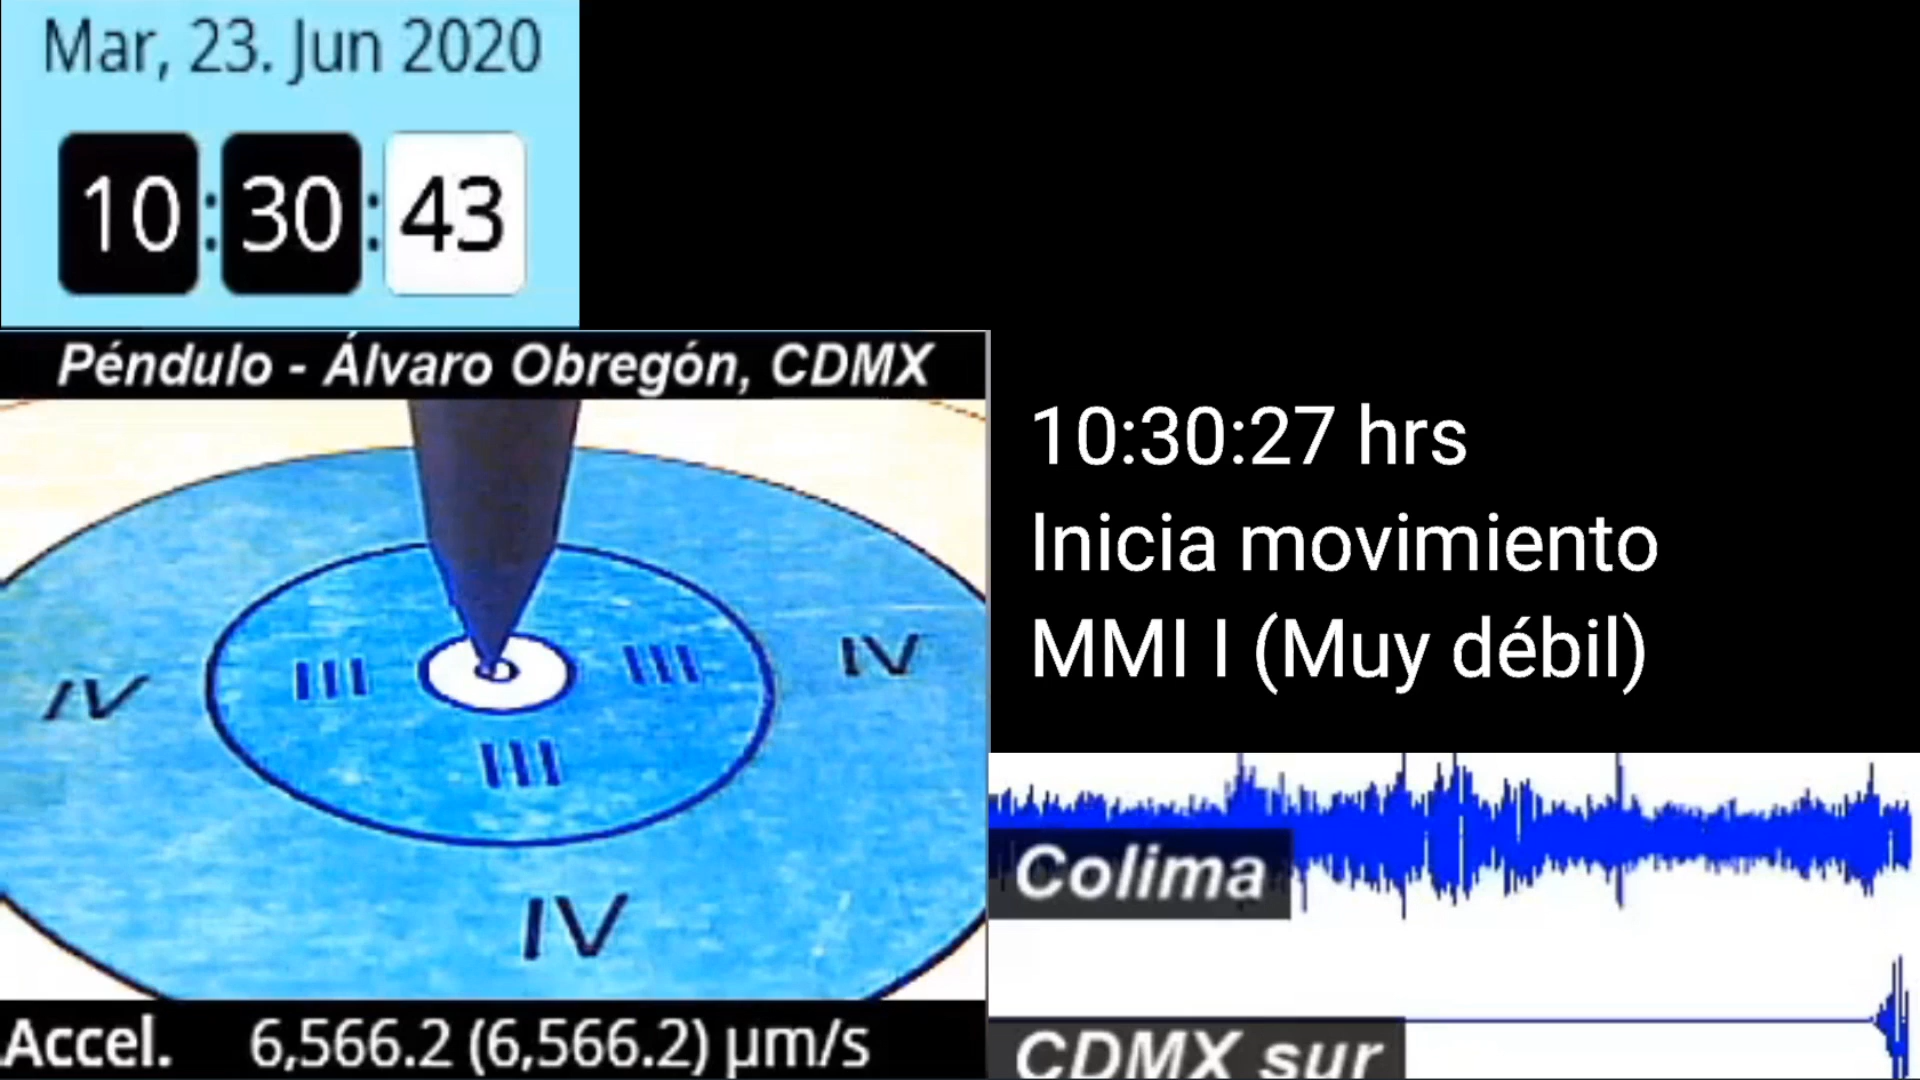 Mar, 23. Jun 2020
10:30:43
Péndulo - Álvaro Obregón, CDMX
IV
III
III
IV
III
IV
Accel. 6,566.2 (6,566.2) µm/s
10:30:27 hrs
Inicia movimiento
MMI I (Muy débil)
Colima
CDMX sur